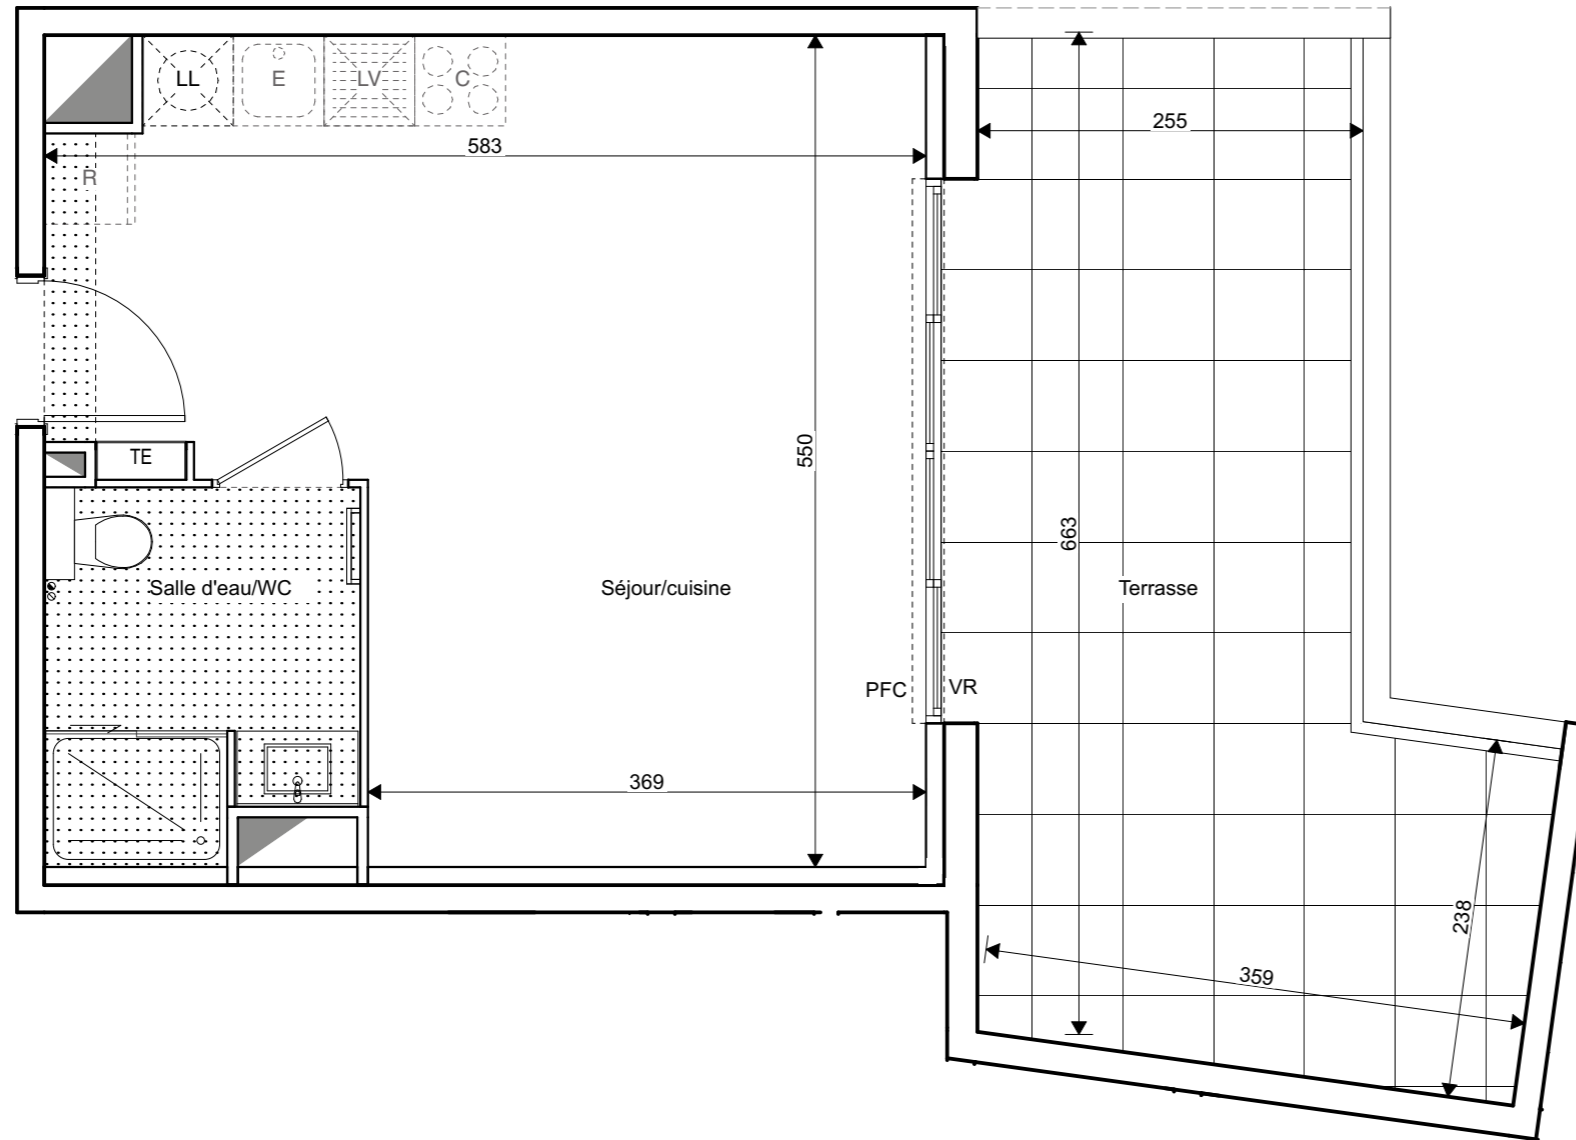 LL
E
LV
C
255
583
R
550
TE
663
Salle d'eau/WC
Séjour/cuisine
Terrasse
PFC
VR
369
238
359